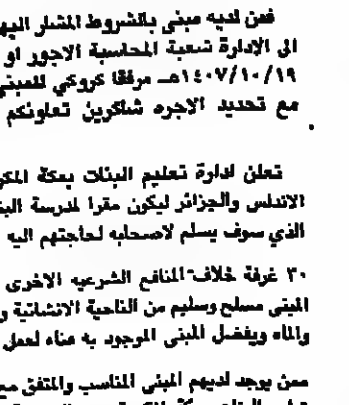 فمن لديه مبنى بالشروط المشار اليه
الى الإدارة شعبة المحاسبة الاجور او
١٤٠٧/١٠/١٩هـ مرفقا كروكي للمبنى
مع تحديد الاجره شاكرين تعاونكم
.
تعلن ادارة تعليم البنات بمكة المكر
الاندلس والجزائر ليكون مقرا لمدرسة البن
الذي سوف يسلم لاصحابه لحاجتهم اليه
٣٠ غرفة خلاف المنافع الشرعيه الاخرى
المبنى مسلح وسليم من الناحية الانشائية و
والماء ويفضل المبنى الموجود به فناء لعمل
فمن يوجد لديهم المبنى المناسب والمتفق مع